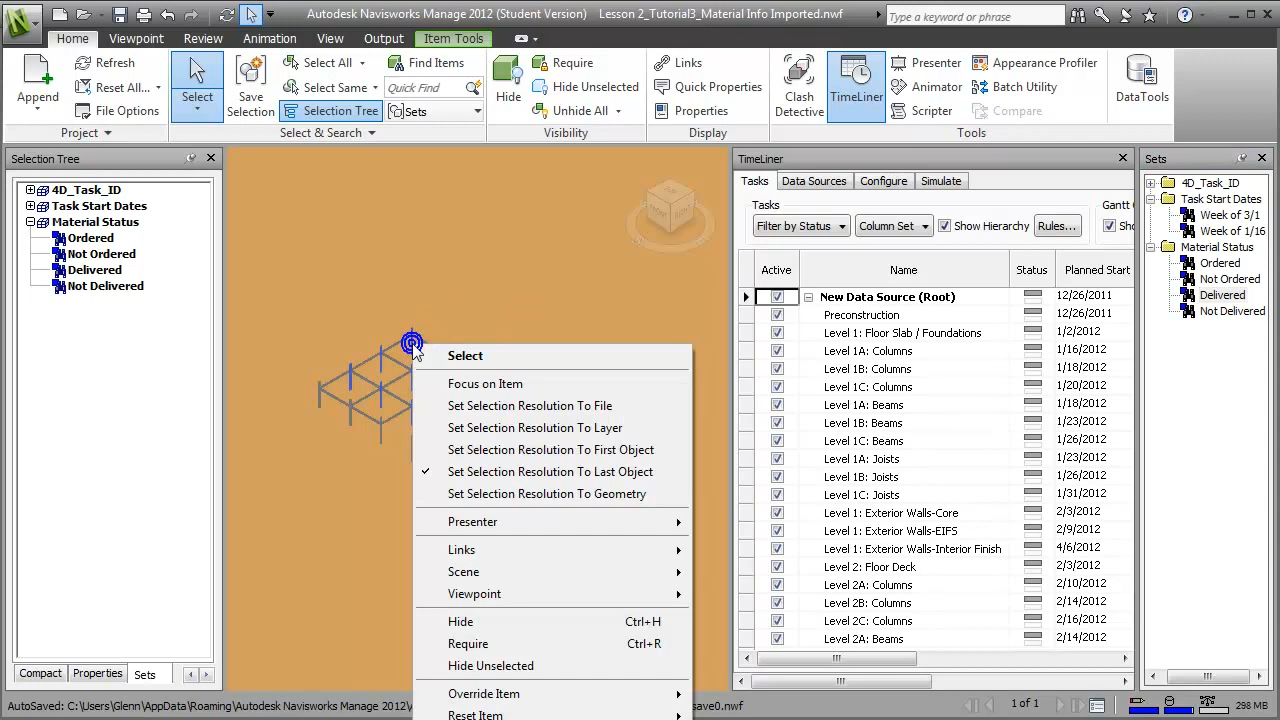 Autodesk Navisworks Manage 2012 (Student Version) Lesson 2_Tutorial3_Material Info Imported.nwf
Type a keyword or phrase
Home Viewpoint Review Animation View Output Item Tools
Append
Refresh
Reset All...
File Options
Project
Select
Save Selection
Select All
Select Same
Selection Tree
Find Items
Quick Find
Sets
Select & Search
Hide
Require
Hide Unselected
Unhide All
Visibility
Links
Quick Properties
Properties
Display
Clash Detective
TimeLiner
Presenter
Animator
Scripter
Appearance Profiler
Batch Utility
Compare
Tools
DataTools
Selection Tree
4D_Task_ID
Task Start Dates
Material Status
Ordered
Not Ordered
Delivered
Not Delivered
Compact Properties Sets
Select
Focus on Item
Set Selection Resolution To File
Set Selection Resolution To Layer
Set Selection Resolution To First Object
Set Selection Resolution To Last Object
Set Selection Resolution To Geometry
Presenter
Links
Scene
Viewpoint
Hide Ctrl+H
Require Ctrl+R
Hide Unselected
Override Item
Reset Item
TimeLiner
Tasks Data Sources Configure Simulate
Tasks Gantt
Filter by Status Column Set Show Hierarchy Rules... Sho
Active Name Status Planned Start
New Data Source (Root) 12/26/2011
Preconstruction 12/26/2011
Level 1: Floor Slab / Foundations 1/2/2012
Level 1A: Columns 1/16/2012
Level 1B: Columns 1/18/2012
Level 1C: Columns 1/20/2012
Level 1A: Beams 1/18/2012
Level 1B: Beams 1/23/2012
Level 1C: Beams 1/26/2012
Level 1A: Joists 1/23/2012
Level 1B: Joists 1/26/2012
Level 1C: Joists 1/31/2012
Level 1: Exterior Walls-Core 2/3/2012
Level 1: Exterior Walls-EIFS 2/9/2012
Level 1: Exterior Walls-Interior Finish 4/6/2012
Level 2: Floor Deck 2/3/2012
Level 2A: Columns 2/10/2012
Level 2B: Columns 2/14/2012
Level 2C: Columns 2/16/2012
Level 2A: Beams 2/14/2012
Sets
4D_Task_ID
Task Start Dates
Week of 3/1
Week of 1/16
Material Status
Ordered
Not Ordered
Delivered
Not Delivered
AutoSaved: C:\Users\Glenn\AppData\Roaming\Autodesk Navisworks Manage 2012\ save0.nwf 1 of 1 298 MB